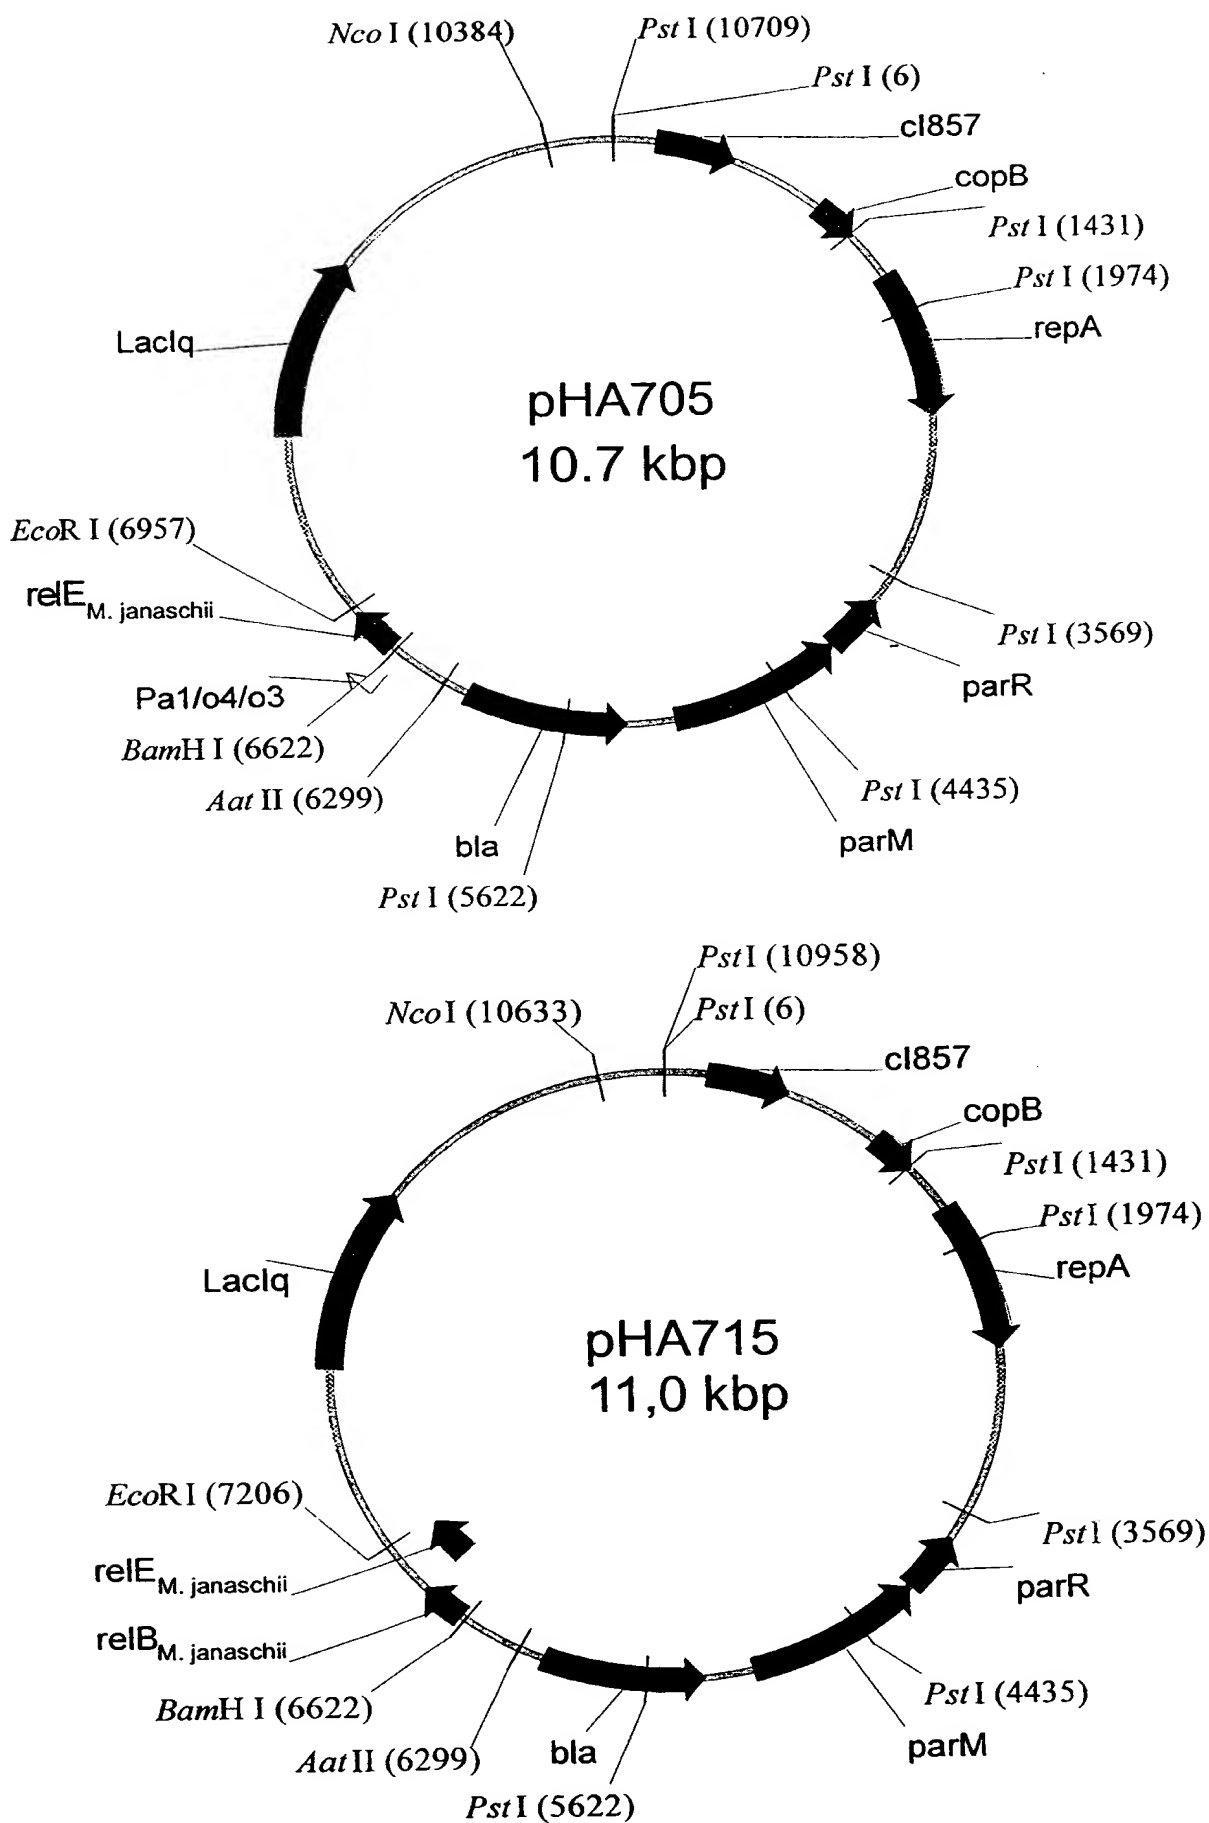 Nco I (10384)
Pst I (10709)
Pst I (6)
cI857
copB
Pst I (1431)
Pst I (1974)
repA
LacIq
pHA705
10.7 kbp
EcoR I (6957)
relE M. janaschii
Pst I (3569)
parR
Pa1/o4/o3
BamH I (6622)
Aat II (6299)
Pst I (4435)
parM
bla
Pst I (5622)
PstI (10958)
NcoI (10633)
PstI (6)
cI857
copB
PstI (1431)
PstI (1974)
repA
LacIq
pHA715
11,0 kbp
EcoRI (7206)
PstI (3569)
relE M. janaschii
parR
relB M. janaschii
BamH I (6622)
PstI (4435)
AatII (6299)
bla
parM
PstI (5622)